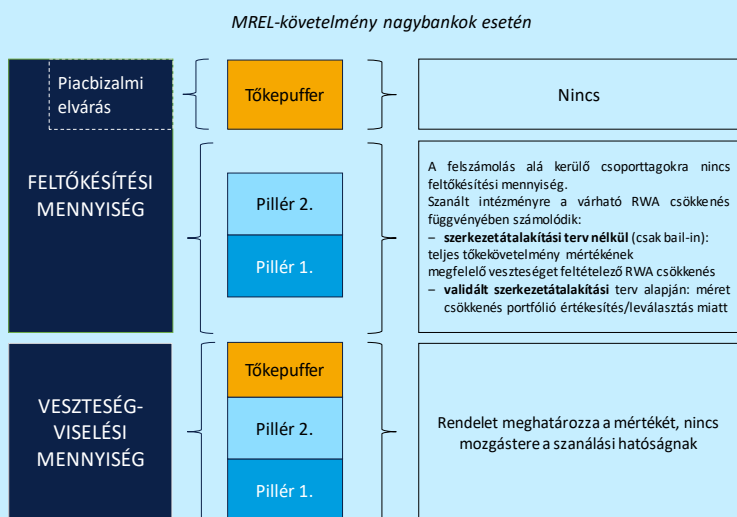 MREL-követelmény nagybankok esetén
Piacbizalmi
elvárás
Tőkepuffer
Nincs
FELTŐKÉSÍTÉSI
MENNYISÉG
Pillér 2.
Pillér 1.
A felszámolás alá kerülő csoporttagokra nincs
feltőkésítési mennyiség.
Szanált intézményre a várható RWA csökkenés
függvényében számolódik:
– szerkezetátalakítási terv nélkül (csak bail-in):
teljes tőkekövetelmény mértékének
megfelelő veszteséget feltételező RWA csökkenés
– validált szerkezetátalakítási terv alapján: méret
csökkenés portfólió értékesítés/leválasztás miatt
VESZTESÉG-
VISELÉSI
MENNYISÉG
Tőkepuffer
Pillér 2.
Pillér 1.
Rendelet meghatározza a mértékét, nincs
mozgástere a szanálási hatóságnak